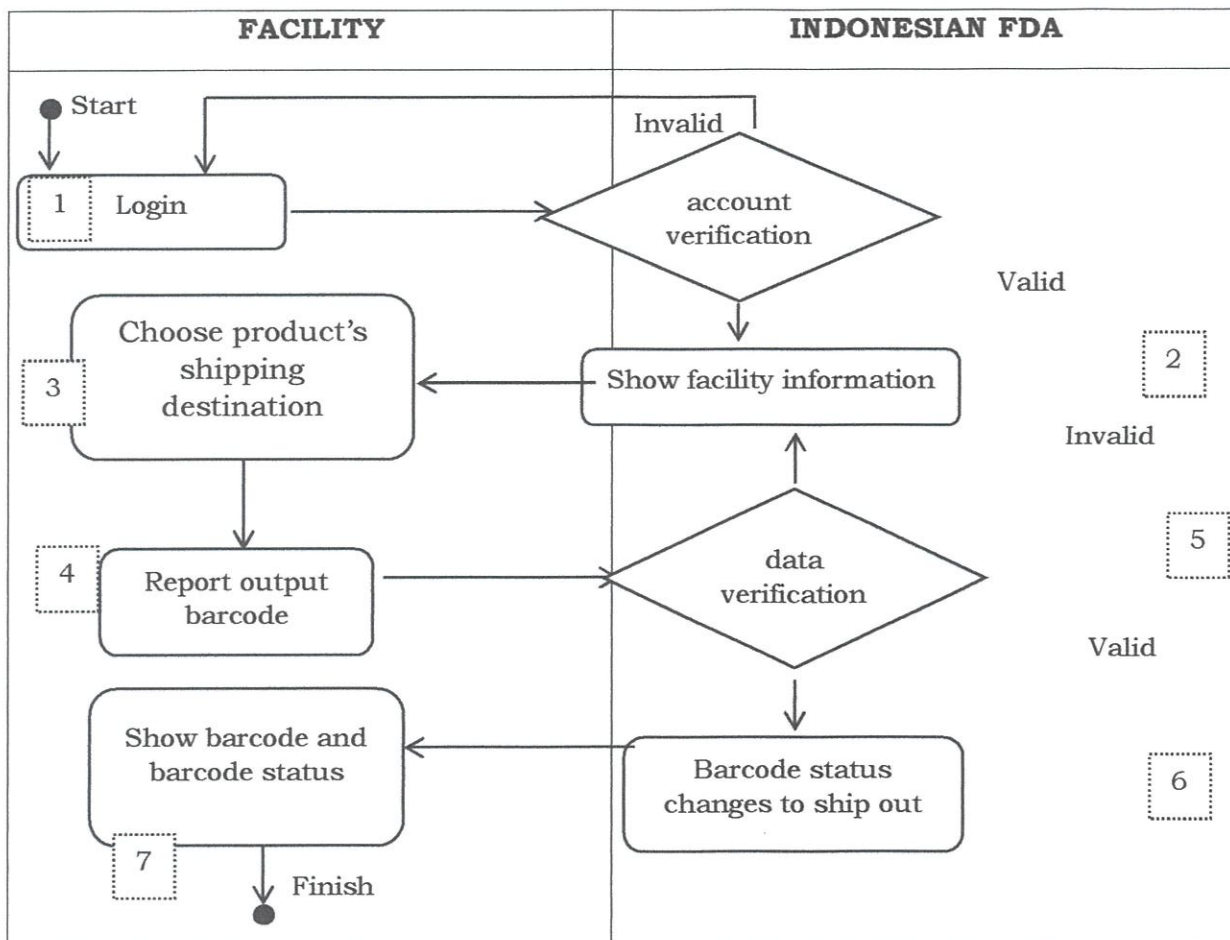 FACILITY
INDONESIAN FDA
Start
Invalid
1
Login
account
verification
Valid
Choose product's
shipping
destination
3
Show facility information
2
Invalid
4
Report output
barcode
data
verification
5
Valid
Show barcode and
barcode status
7
Barcode status
changes to ship out
6
Finish